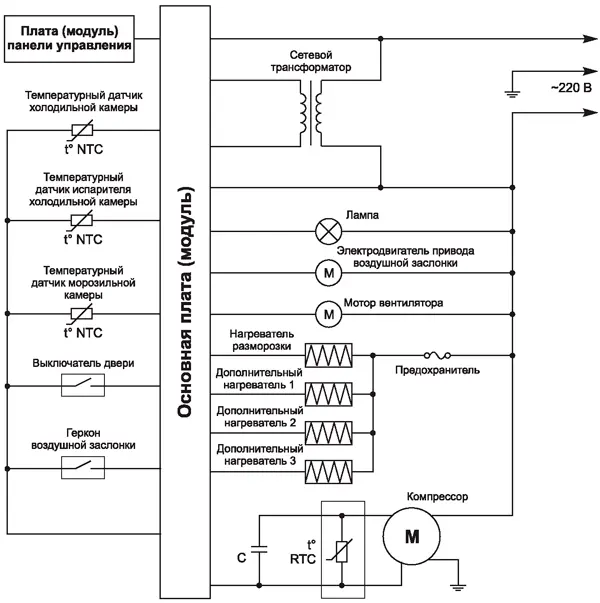 Плата (модуль)
панели управления
Сетевой
трансформатор
~220 В
Температурный датчик
холодильной камеры
t° NTC
Температурный
датчик испарителя
холодильной камеры
t° NTC
Температурный
датчик морозильной
камеры
t° NTC
Выключатель двери
Геркон
воздушной заслонки
Основная плата (модуль)
Лампа
Электродвигатель привода
воздушной заслонки
М
Мотор вентилятора
М
Нагреватель
разморозки
Предохранитель
Дополнительный
нагреватель 1
Дополнительный
нагреватель 2
Дополнительный
нагреватель 3
Компрессор
М
C
t°
RTC